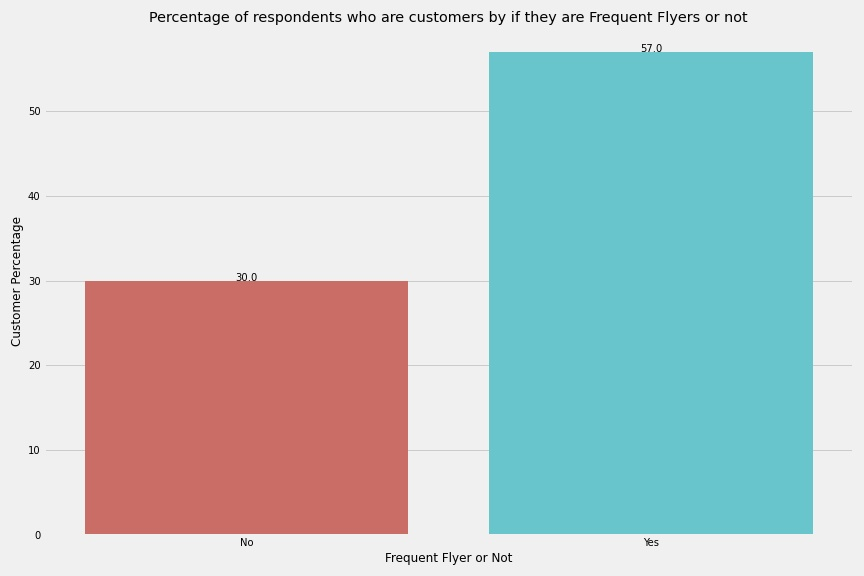 Percentage of respondents who are customers by if they are Frequent Flyers or not
57.0
50
40
Customer Percentage
30
30.0
20
10
0
No
Yes
Frequent Flyer or Not